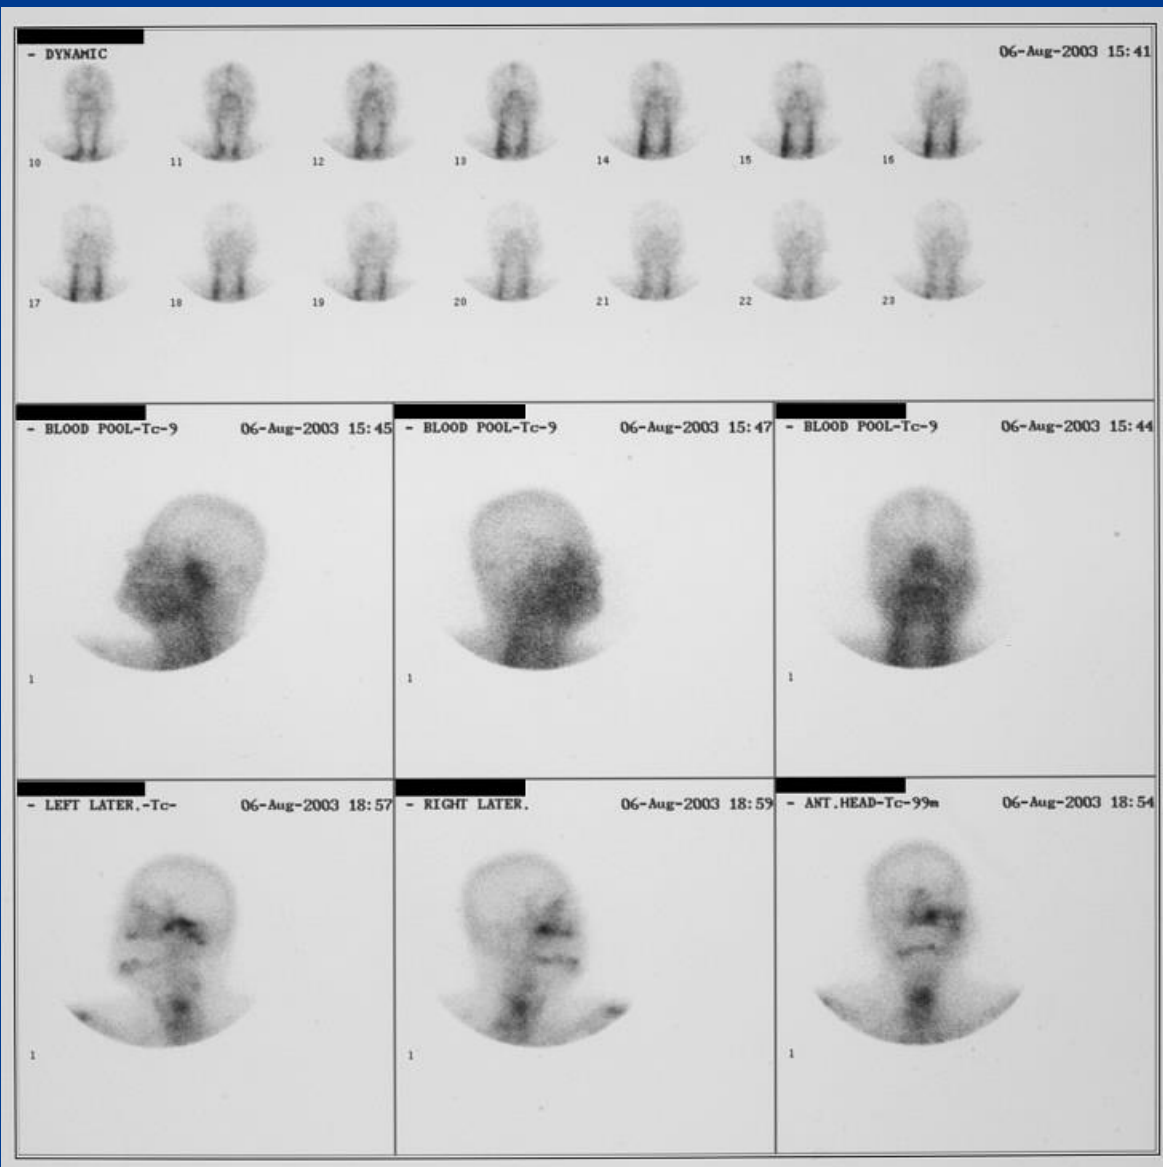 - DYNAMIC
06-Aug-2003 15:41
10
11
12
13
14
15
16
17
18
19
20
21
22
23
- BLOOD POOL-Tc-9
06-Aug-2003 15:45
1
- BLOOD POOL-Tc-9
06-Aug-2003 15:47
1
- BLOOD POOL-Tc-9
06-Aug-2003 15:44
1
- LEFT LATER.-Tc-
06-Aug-2003 18:57
1
- RIGHT LATER.
06-Aug-2003 18:59
1
- ANT.HEAD-Tc-99m
06-Aug-2003 18:54
1